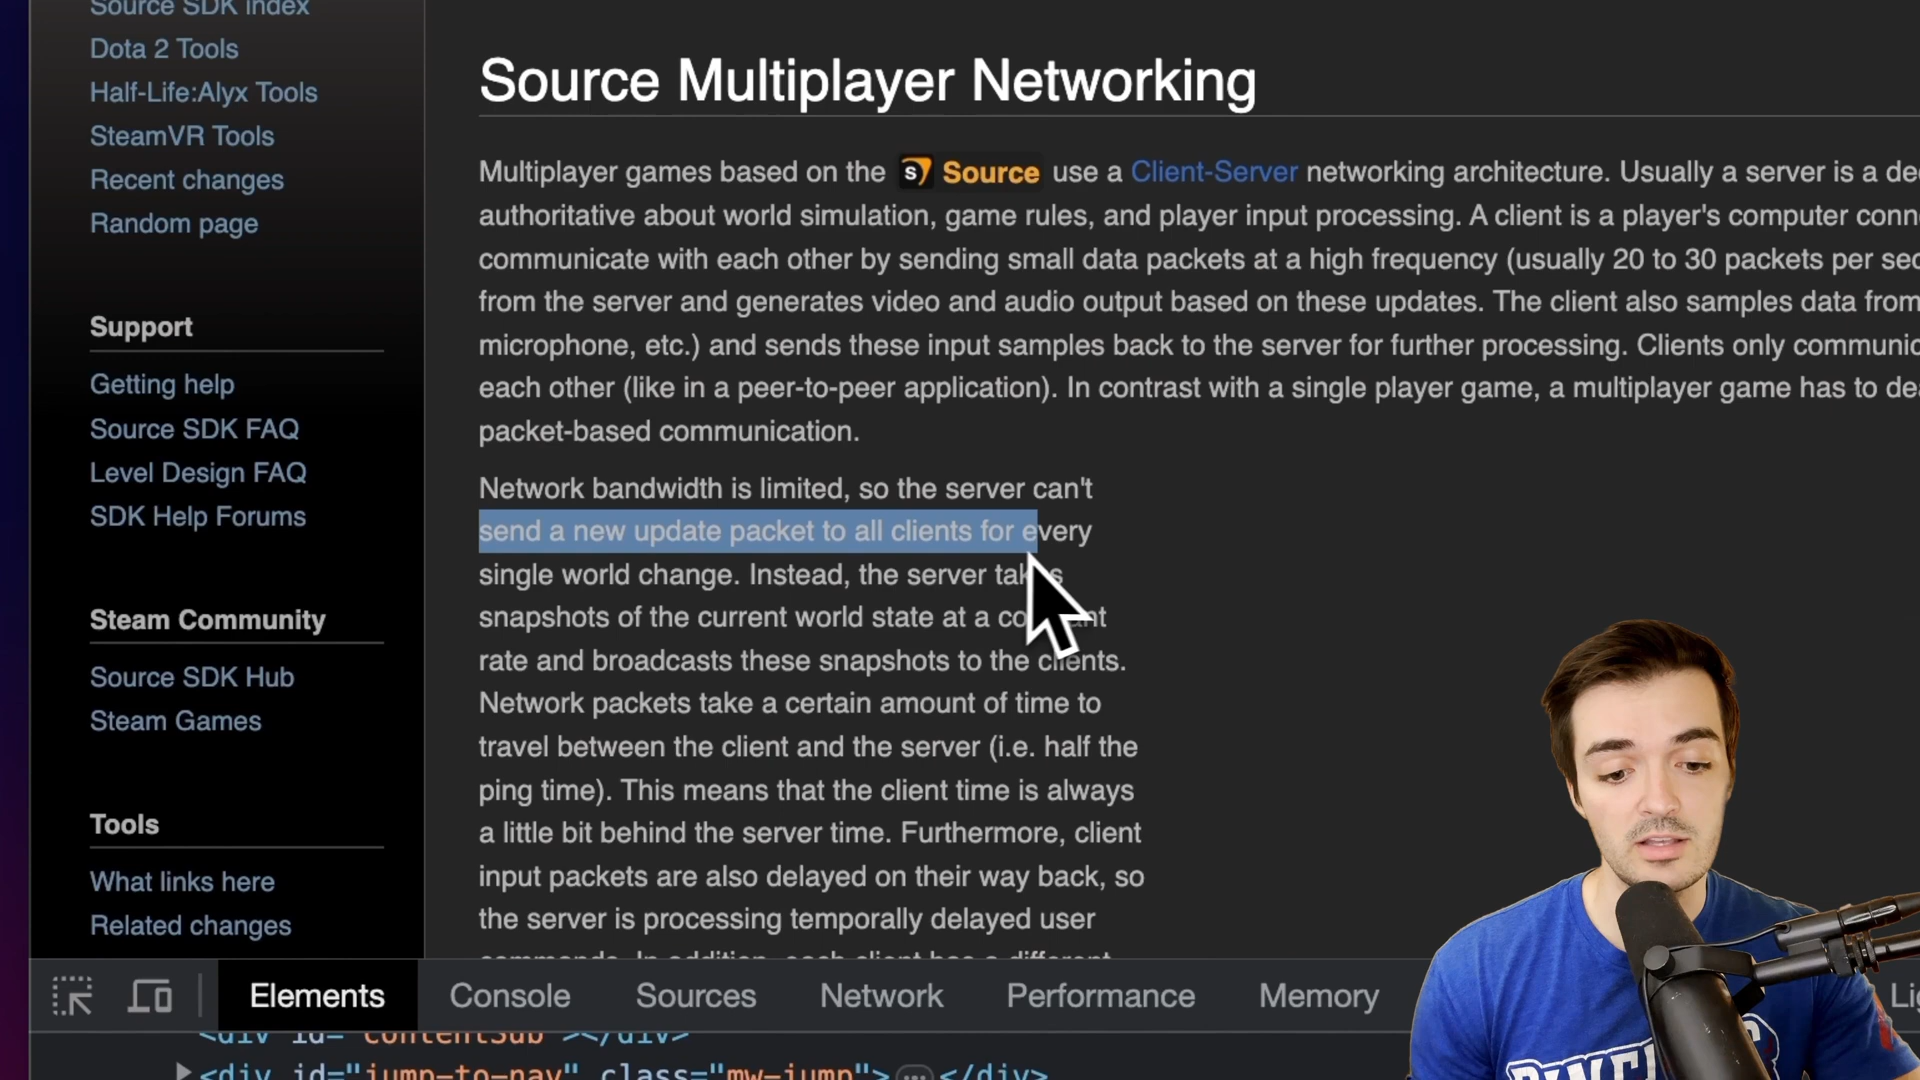 Source SDK Index
Dota 2 Tools
Half-Life:Alyx Tools
SteamVR Tools
Recent changes
Random page
Support
Getting help
Source SDK FAQ
Level Design FAQ
SDK Help Forums
Steam Community
Source SDK Hub
Steam Games
Tools
What links here
Related changes
Source Multiplayer Networking
Multiplayer games based on the Source use a Client-Server networking architecture. Usually a server is a
authoritative about world simulation, game rules, and player input processing. A client is a player's computer
communicate with each other by sending small data packets at a high frequency (usually 20 to 30 packets per
from the server and generates video and audio output based on these updates. The client also samples data from
microphone, etc.) and sends these input samples back to the server for further processing. Clients only
each other (like in a peer-to-peer application). In contrast with a single player game, a multiplayer game has to
packet-based communication.
Network bandwidth is limited, so the server can't
send a new update packet to all clients for every
single world change. Instead, the server takes
snapshots of the current world state at a
rate and broadcasts these snapshots to the clients.
Network packets take a certain amount of time to
travel between the client and the server (i.e. half the
ping time). This means that the client time is always
a little bit behind the server time. Furthermore, client
input packets are also delayed on their way back, so
the server is processing temporally delayed user
commands. In addition, each client has a different
Elements Console Sources Network Performance Memory
<div id="contentSub"></div>
<div id="jump-to-nav" class="mw-jump"> … </div>